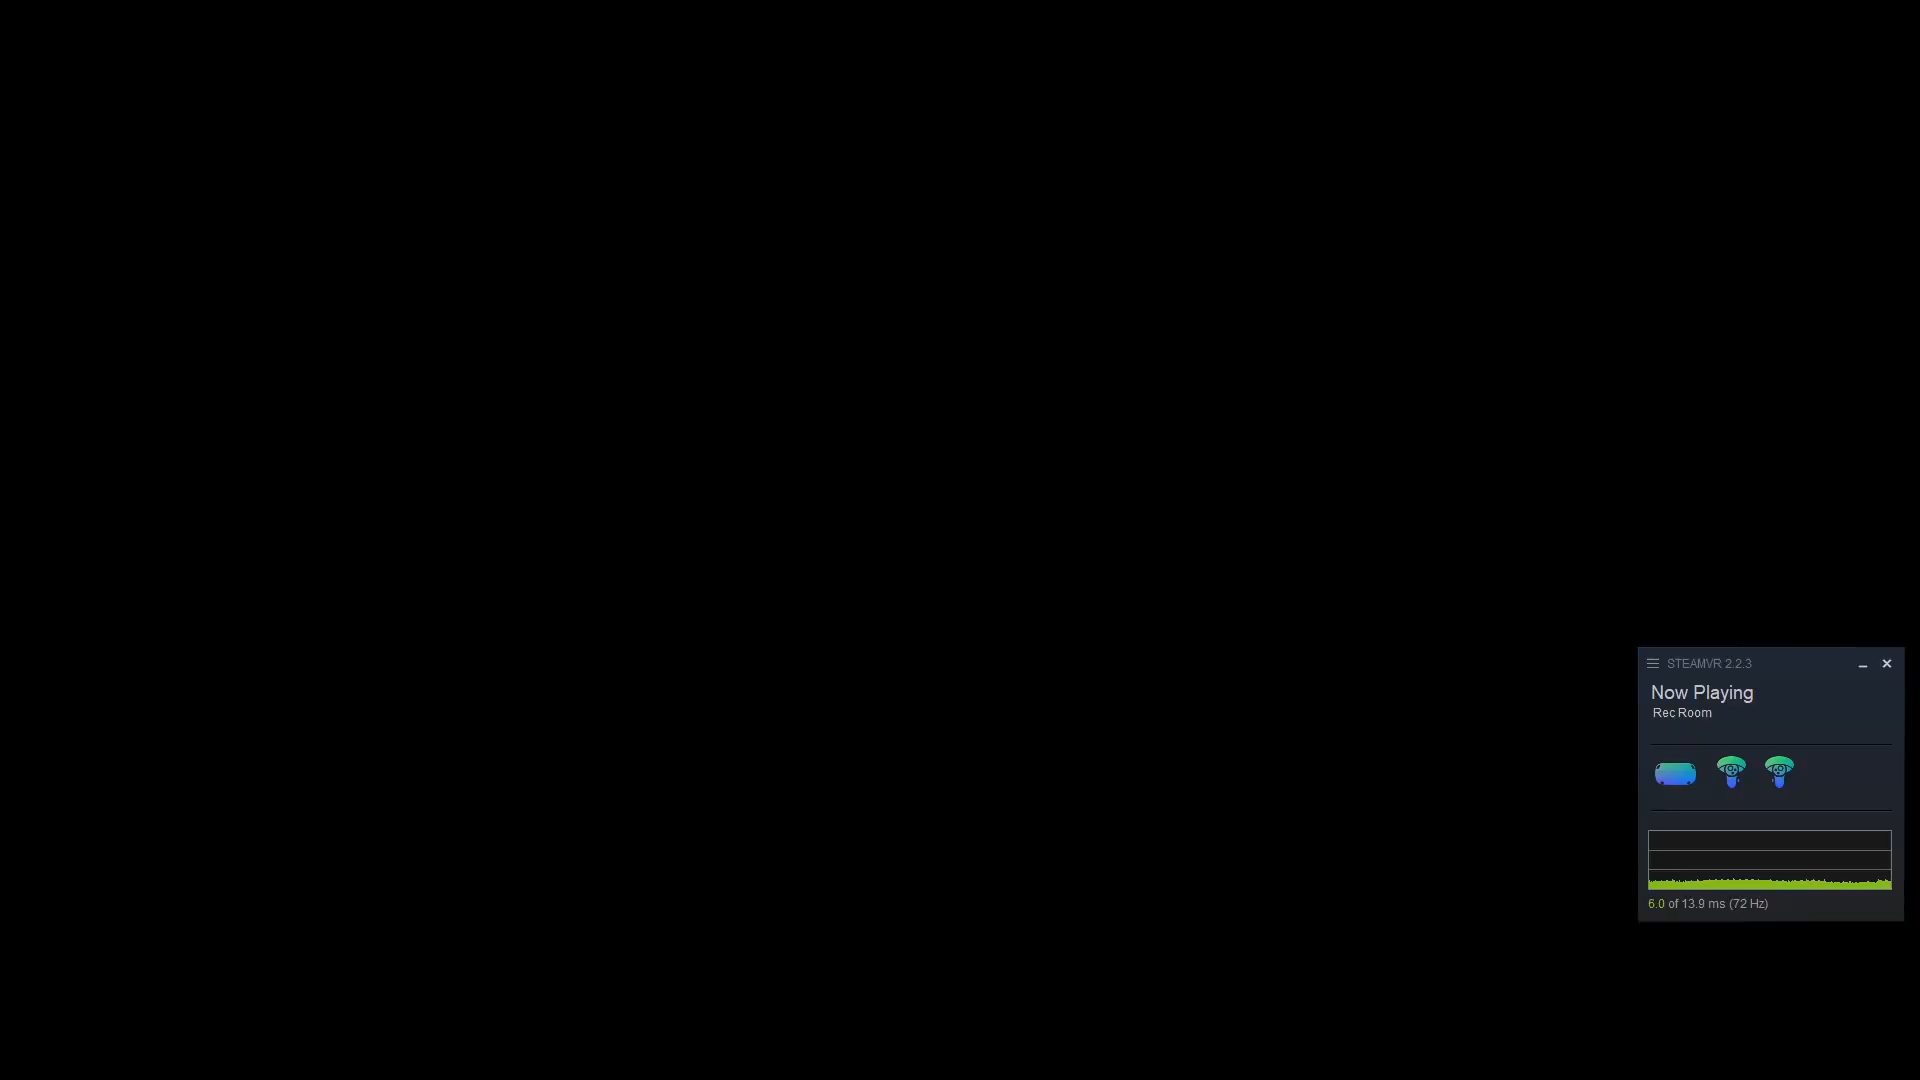 STEAMVR 2.2.3
Now Playing
Rec Room
6.0 of 13.9 ms (72 Hz)